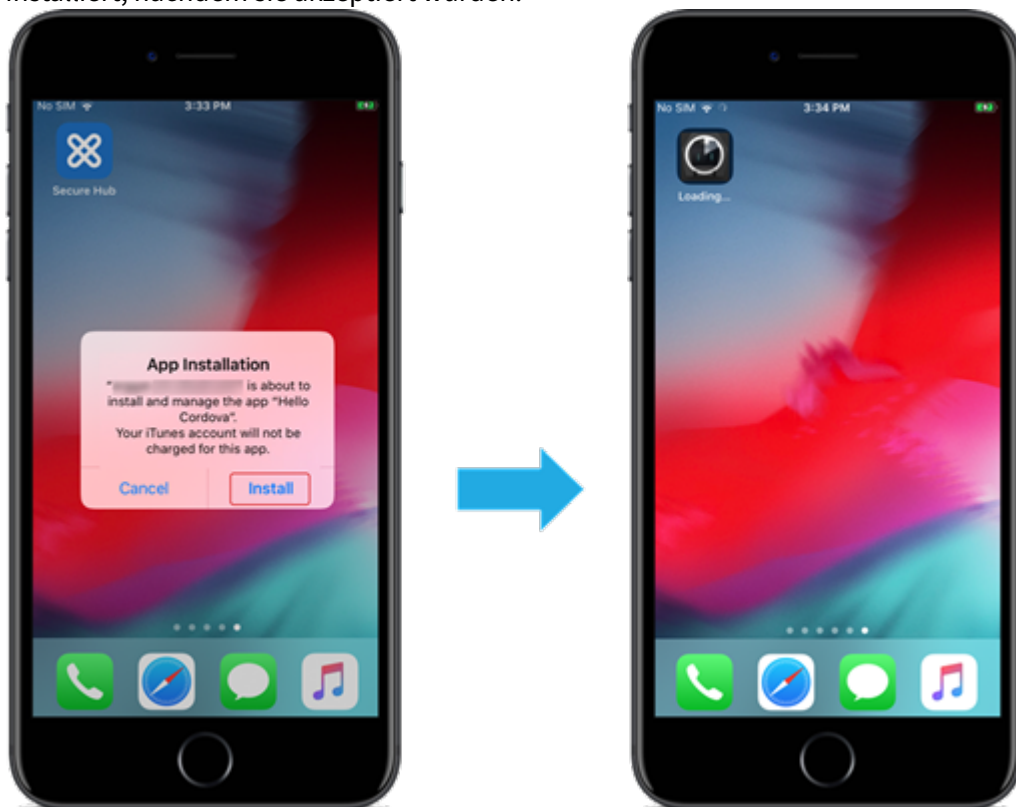 installiert, nachdem sie akzeptiert wurden.
No SIM 3:33 PM
Secure Hub
App Installation
" " is about to
install and manage the app "Hello
Cordova".
Your iTunes account will not be
charged for this app.
Cancel Install
No SIM 3:34 PM
Loading...